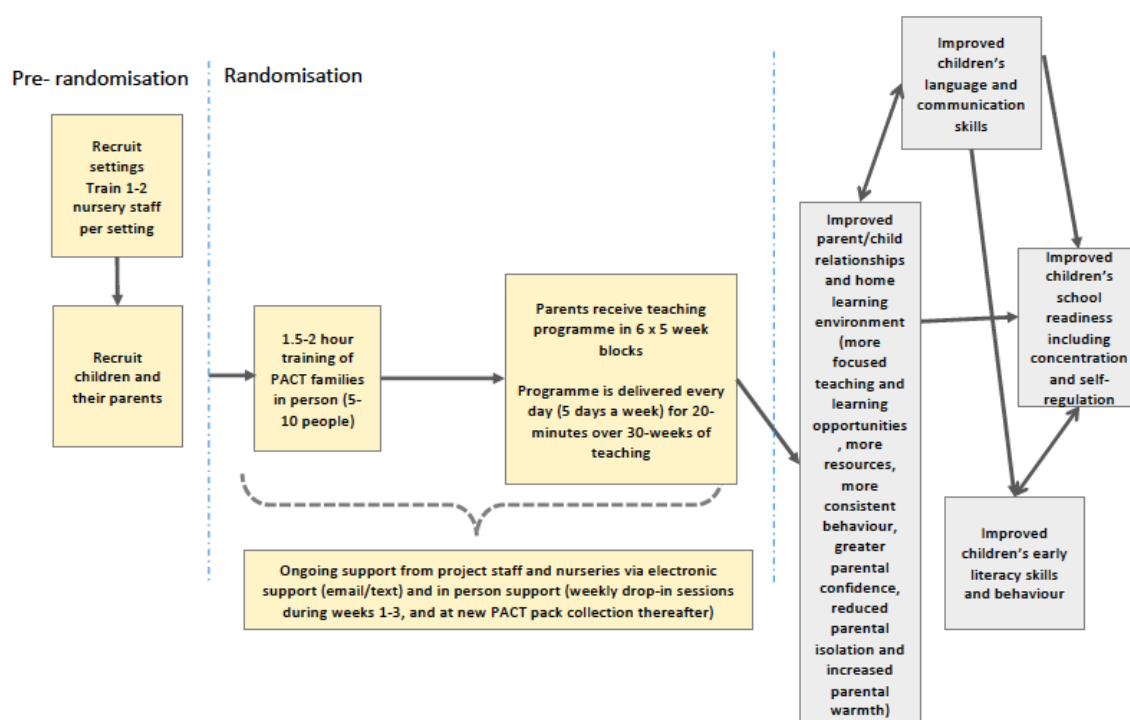 Pre- randomisation
Randomisation
Recruit
settings
Train 1-2
nursery staff
per setting
Recruit
children and
their parents
1.5-2 hour
training of
PACT families
in person (5-
10 people)
Parents receive teaching
programme in 6 x 5 week
blocks
Programme is delivered every
day (5 days a week) for 20-
minutes over 30-weeks of
teaching
Ongoing support from project staff and nurseries via electronic
support (email/text) and in person support (weekly drop-in sessions
during weeks 1-3, and at new PACT pack collection thereafter)
Improved
parent/child
relationships
and home
learning
environment
(more
focused
teaching and
learning
opportunities
, more
resources,
more
consistent
behaviour,
greater
parental
confidence,
reduced
parental
isolation and
increased
parental
warmth)
Improved
children's
language and
communication
skills
Improved
children's
school
readiness
including
concentration
and self-
regulation
Improved
children's early
literacy skills
and behaviour